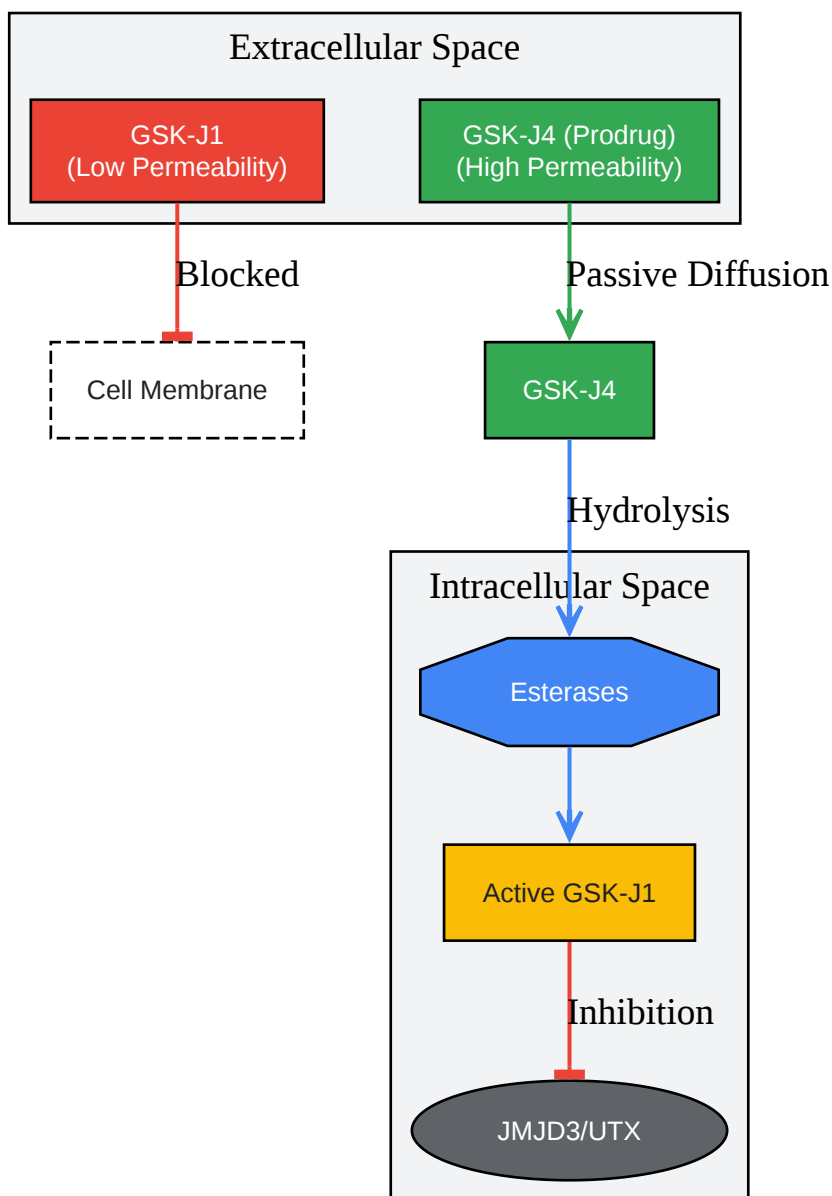 Extracellular Space
GSK-J1
(Low Permeability)
GSK-J4 (Prodrug)
(High Permeability)
Blocked
Passive Diffusion
Cell Membrane
GSK-J4
Hydrolysis
Intracellular Space
Esterases
Active GSK-J1
Inhibition
JMJD3/UTX